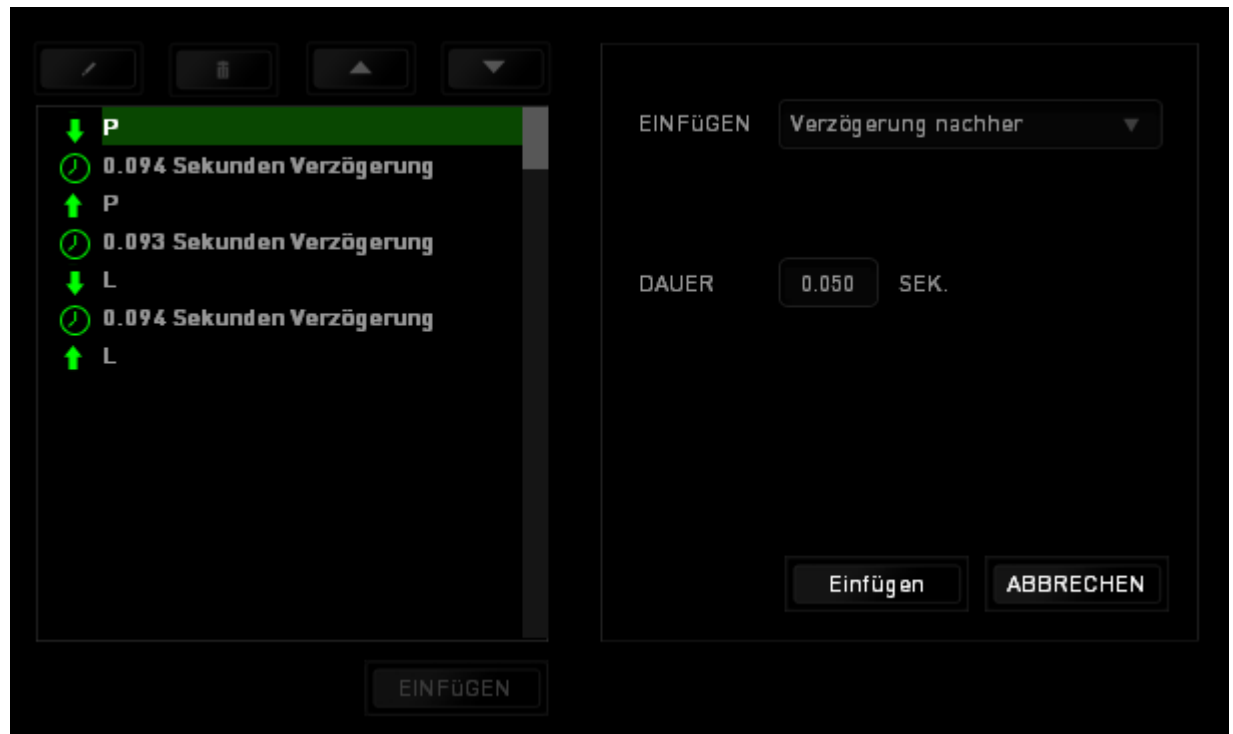 P
0.094 Sekunden Verzögerung
P
0.093 Sekunden Verzögerung
L
0.094 Sekunden Verzögerung
L
EINFüGEN
EINFüGEN Verzögerung nachher
DAUER 0.050 SEK.
Einfügen ABBRECHEN